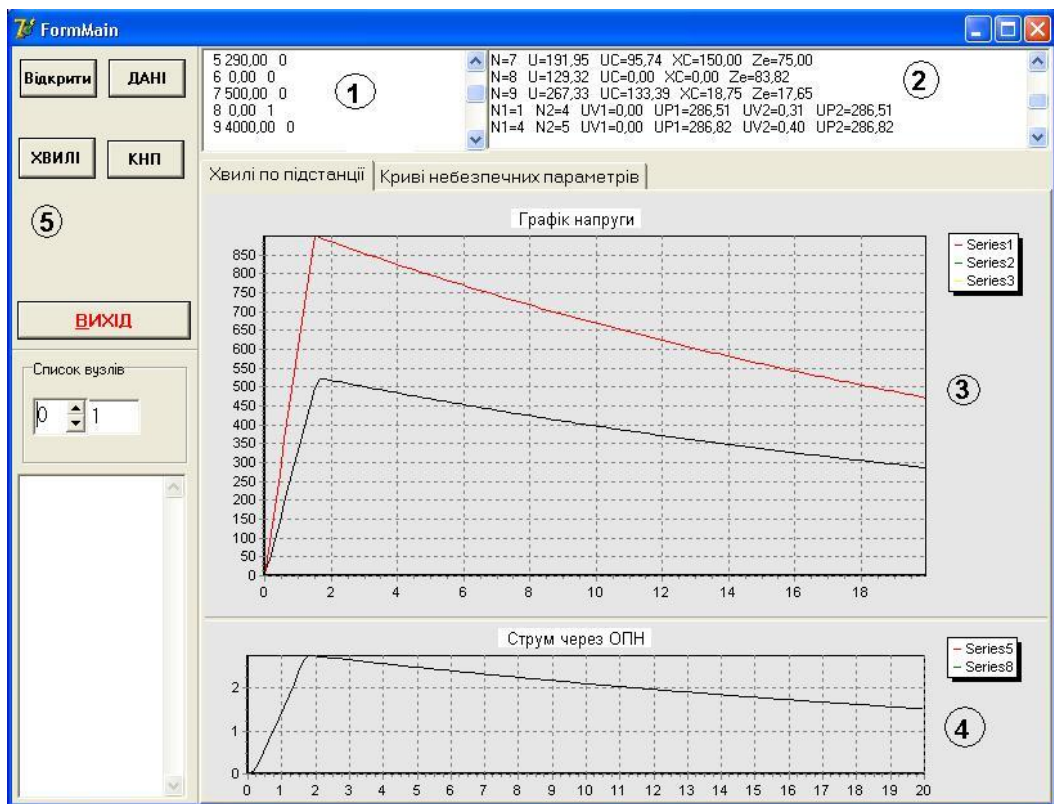 FormMain
Відкрити
ДАНІ
ХВИЛІ
КНП
5
ВИХІД
Список вузлів
0
1
5 290,00 0
6 0,00 0
7 500,00 0
8 0,00 1
9 4000,00 0
1
N=7 U=191,95 UC=95,74 XC=150,00 Ze=75,00
N=8 U=129,32 UC=0,00 XC=0,00 Ze=83,82
N=9 U=267,33 UC=133,39 XC=18,75 Ze=17,65
N1=1 N2=4 UV1=0,00 UP1=286,51 UV2=0,31 UP2=286,51
N1=4 N2=5 UV1=0,00 UP1=286,82 UV2=0,40 UP2=286,82
2
Хвилі по підстанції
Криві небезпечних параметрів
Графік напруги
850
800
750
700
650
600
550
500
450
400
350
300
250
200
150
100
50
0
0 2 4 6 8 10 12 14 16 18
Series1
Series2
Series3
3
Струм через ОПН
2
1
0
0 1 2 3 4 5 6 7 8 9 10 11 12 13 14 15 16 17 18 19 20
Series5
Series8
4